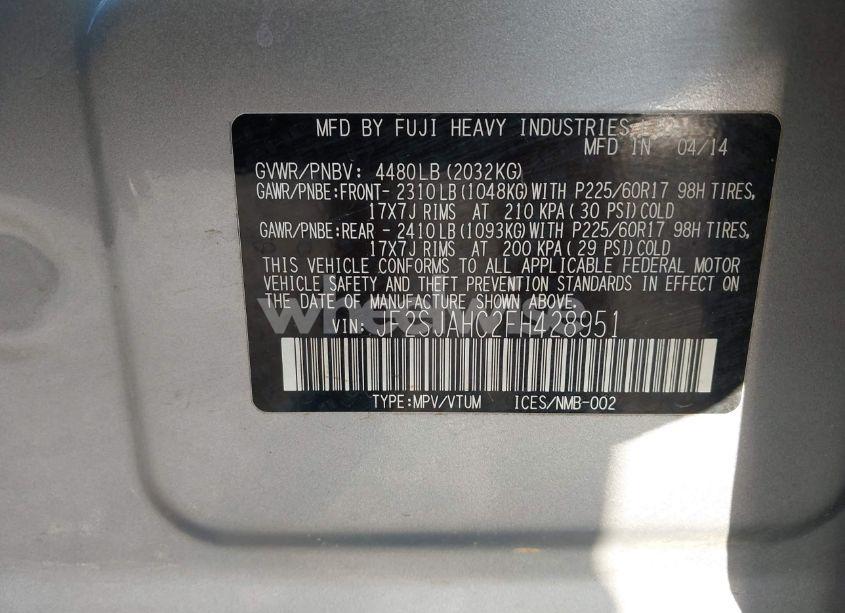 MFD BY FUJI HEAVY INDUSTRIES
MFD IN 04/14
GVWR/PNBV: 4480LB(2032KG)
GAWR/PNBE:FRONT- 2310LB(1048KG)WITH P225/60R17 98H TIRES,
17X7J RIMS AT 210 KPA(30 PSI)COLD
GAWR/PNBE:REAR - 2410LB(1093KG)WITH P225/60R17 98H TIRES,
17X7J RIMS AT 200 KPA(29 PSI)COLD
THIS VEHICLE CONFORMS TO ALL APPLICABLE FEDERAL MOTOR
VEHICLE SAFETY AND THEFT PREVENTION STANDARDS IN EFFECT ON
THE DATE OF MANUFACTURE SHOWN ABOVE.
VIN: JF2SJAHC2FH428951
TYPE:MPV/VTUM ICES/NMB-002